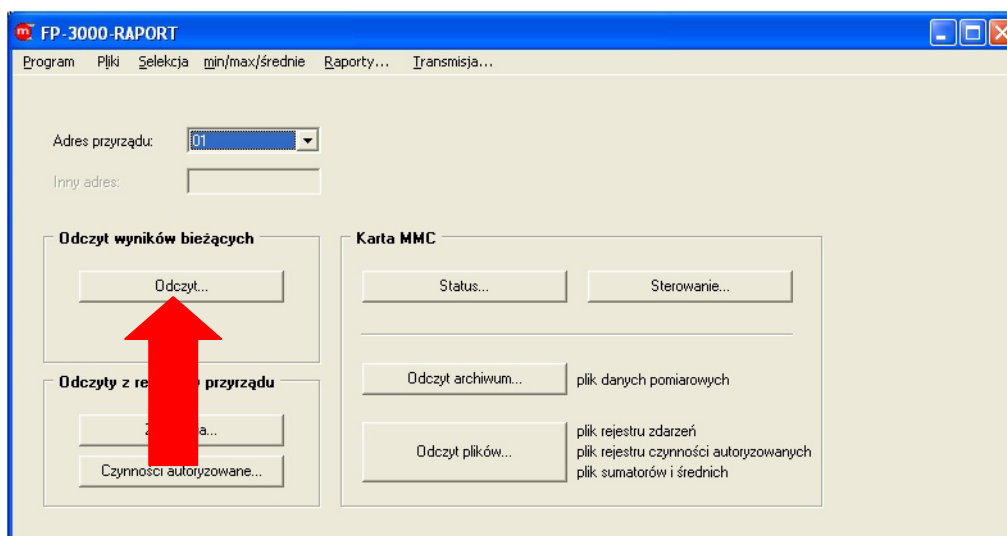 FP-3000-RAPORT
Program Pliki Selekcja min/max/średnie Raporty... Transmisja...
Adres przyrządu: 01
Inny adres:
Odczyt wyników bieżących
Odczyt...
Karta MMC
Status... Sterowanie...
Odczyty z przyrządu
Czynności autoryzowane...
Odczyt archiwum... plik danych pomiarowych
Odczyt plików...
plik rejestru zdarzeń
plik rejestru czynności autoryzowanych
plik sumatorów i średnich